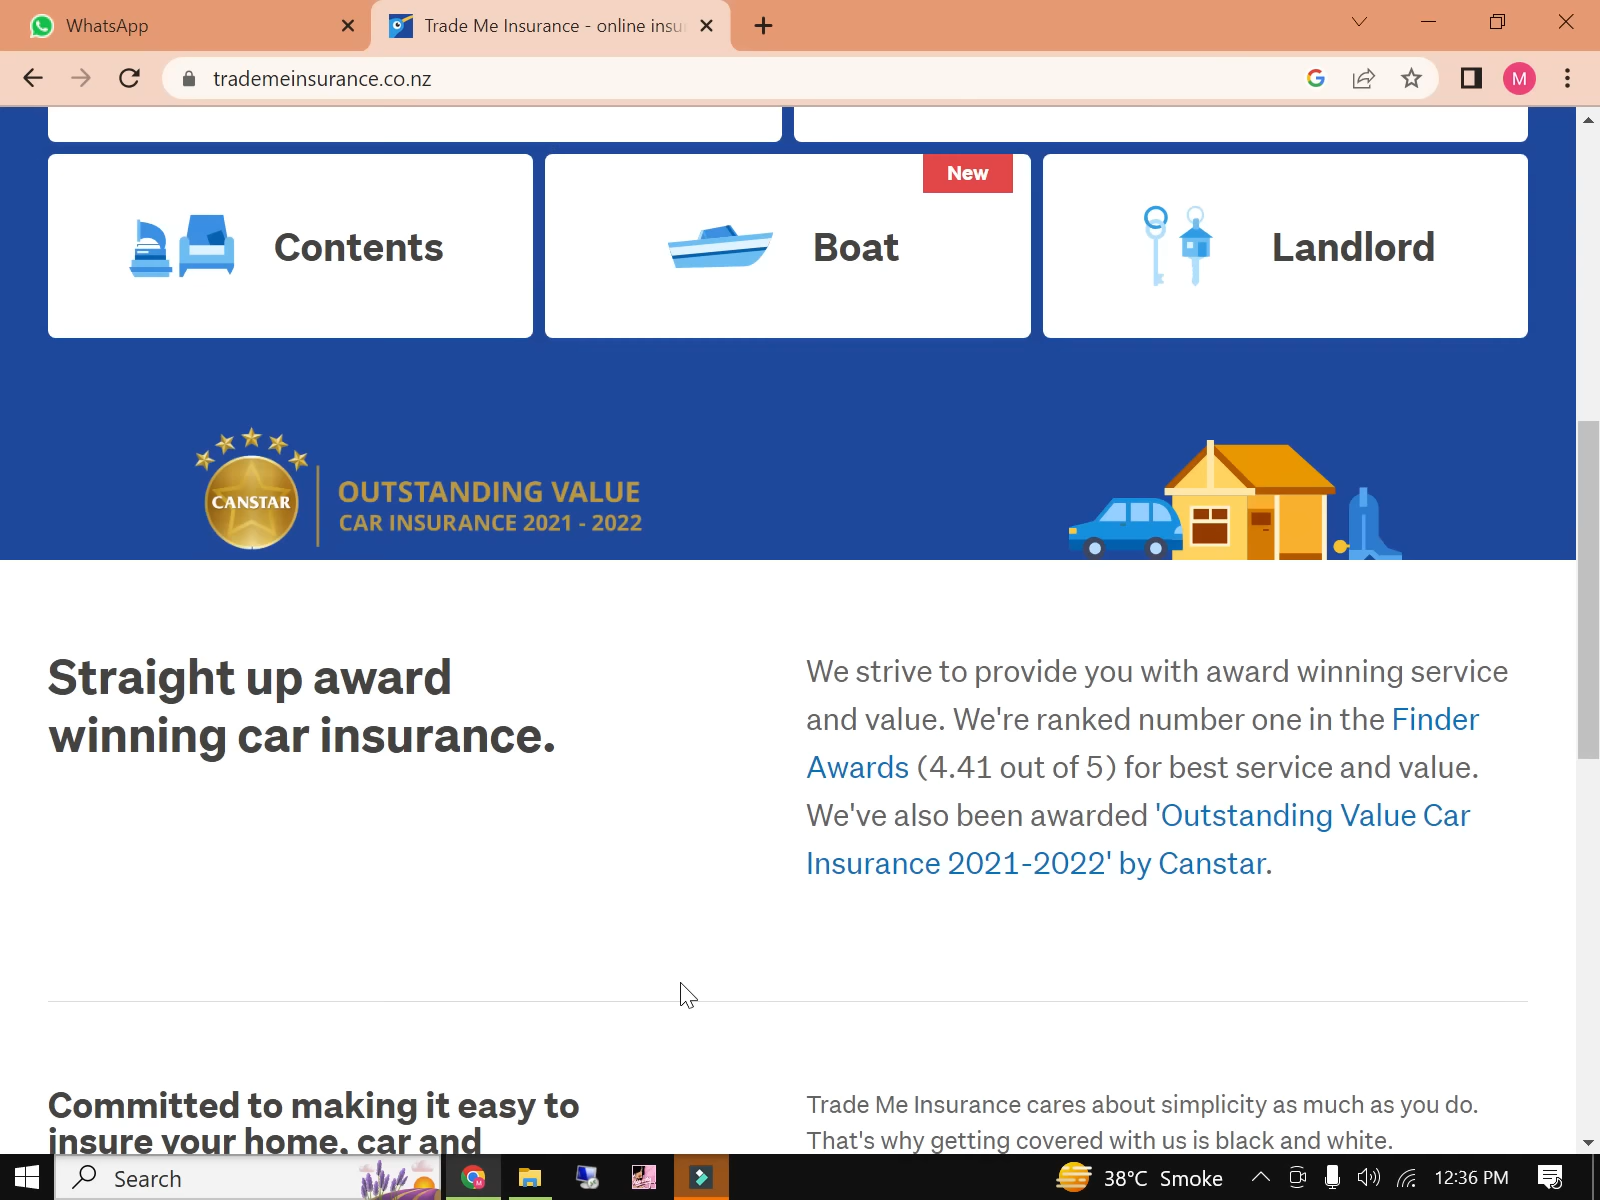 WhatsApp
Trade Me Insurance - online insu
trademeinsurance.co.nz
M
New
Contents
Boat
Landlord
CANSTAR
OUTSTANDING VALUE
CAR INSURANCE 2021 - 2022
Straight up award
winning car insurance.
We strive to provide you with award winning service
and value. We're ranked number one in the Finder
Awards (4.41 out of 5) for best service and value.
We've also been awarded 'Outstanding Value Car
Insurance 2021-2022' by Canstar.
Committed to making it easy to
insure your home, car and
Trade Me Insurance cares about simplicity as much as you do.
That's why getting covered with us is black and white.
Search
38°C Smoke
12:36 PM